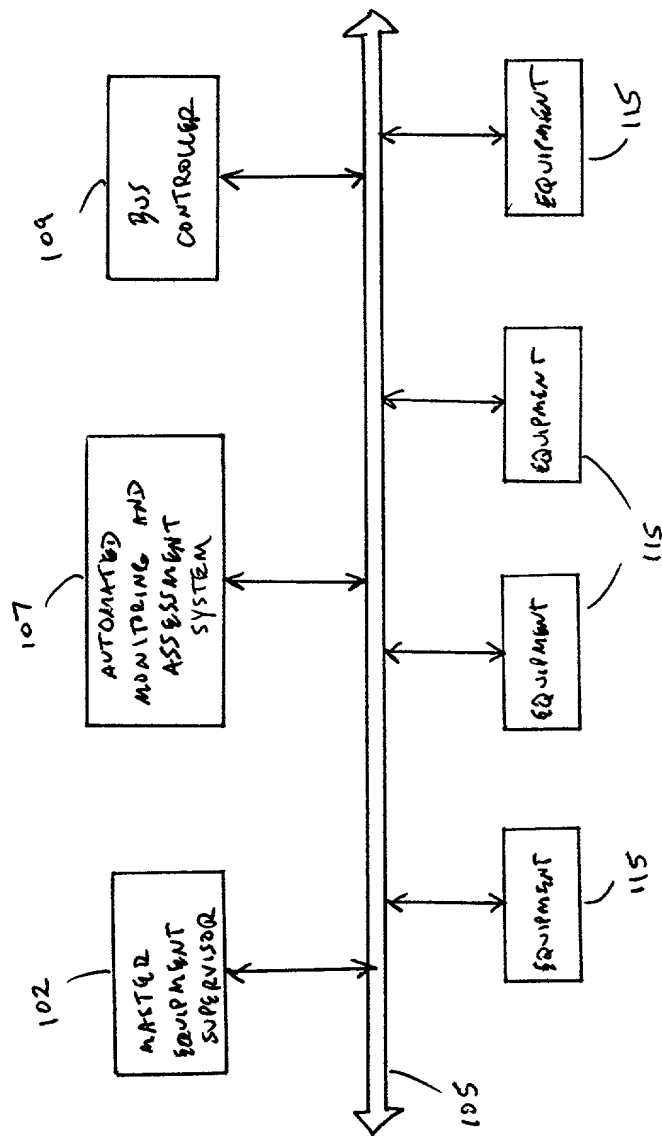 102
MASTER
EQUIPMENT
SUPERVISOR
107
AUTOMATED
MONITORING AND
ASSESSMENT
SYSTEM
109
BUS
CONTROLLER
105
EQUIPMENT
115
EQUIPMENT
EQUIPMENT
115
EQUIPMENT
115